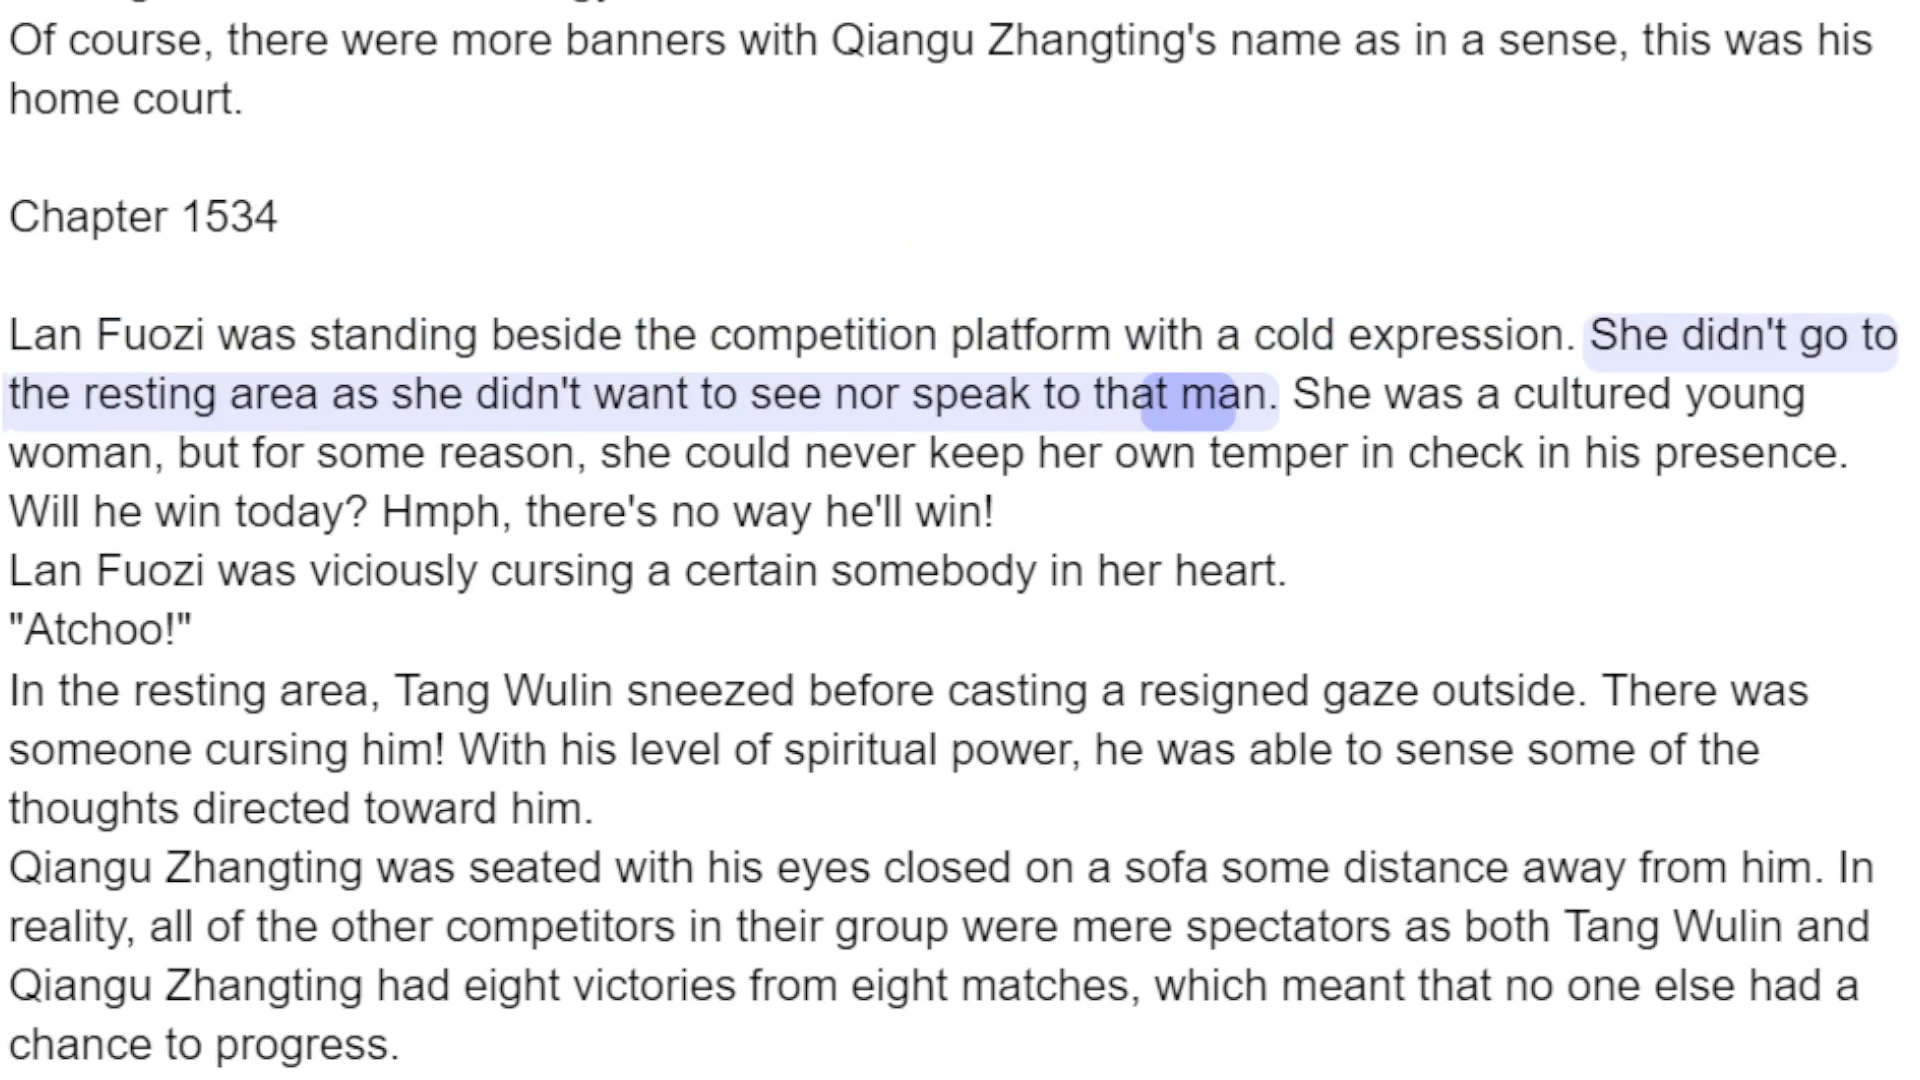 Of course, there were more banners with Qiangu Zhangting's name as in a sense, this was his
home court.
Chapter 1534
Lan Fuozi was standing beside the competition platform with a cold expression. She didn't go to
the resting area as she didn't want to see nor speak to that man. She was a cultured young
woman, but for some reason, she could never keep her own temper in check in his presence.
Will he win today? Hmph, there's no way he'll win!
Lan Fuozi was viciously cursing a certain somebody in her heart.
"Atchoo!"
In the resting area, Tang Wulin sneezed before casting a resigned gaze outside. There was
someone cursing him! With his level of spiritual power, he was able to sense some of the
thoughts directed toward him.
Qiangu Zhangting was seated with his eyes closed on a sofa some distance away from him. In
reality, all of the other competitors in their group were mere spectators as both Tang Wulin and
Qiangu Zhangting had eight victories from eight matches, which meant that no one else had a
chance to progress.